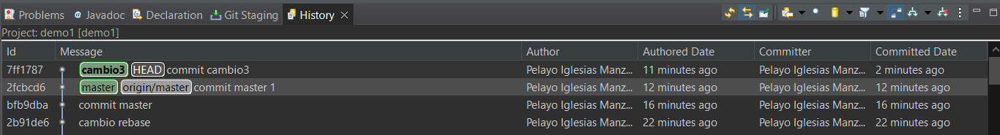 Problems @ Javadoc Declaration Git Staging History
Project: demo1 [demo1]
Id Message Author Authored Date Committer Committed Date
7ff1787 cambio3 HEAD commit cambio3 Pelayo Iglesias Manz... 11 minutes ago Pelayo Iglesias Manz... 2 minutes ago
2fcbcd6 master origin/master commit master 1 Pelayo Iglesias Manz... 12 minutes ago Pelayo Iglesias Manz... 12 minutes ago
bfb9dba commit master Pelayo Iglesias Manz... 16 minutes ago Pelayo Iglesias Manz... 16 minutes ago
2b91de6 cambio rebase Pelayo Iglesias Manz... 22 minutes ago Pelayo Iglesias Manz... 22 minutes ago